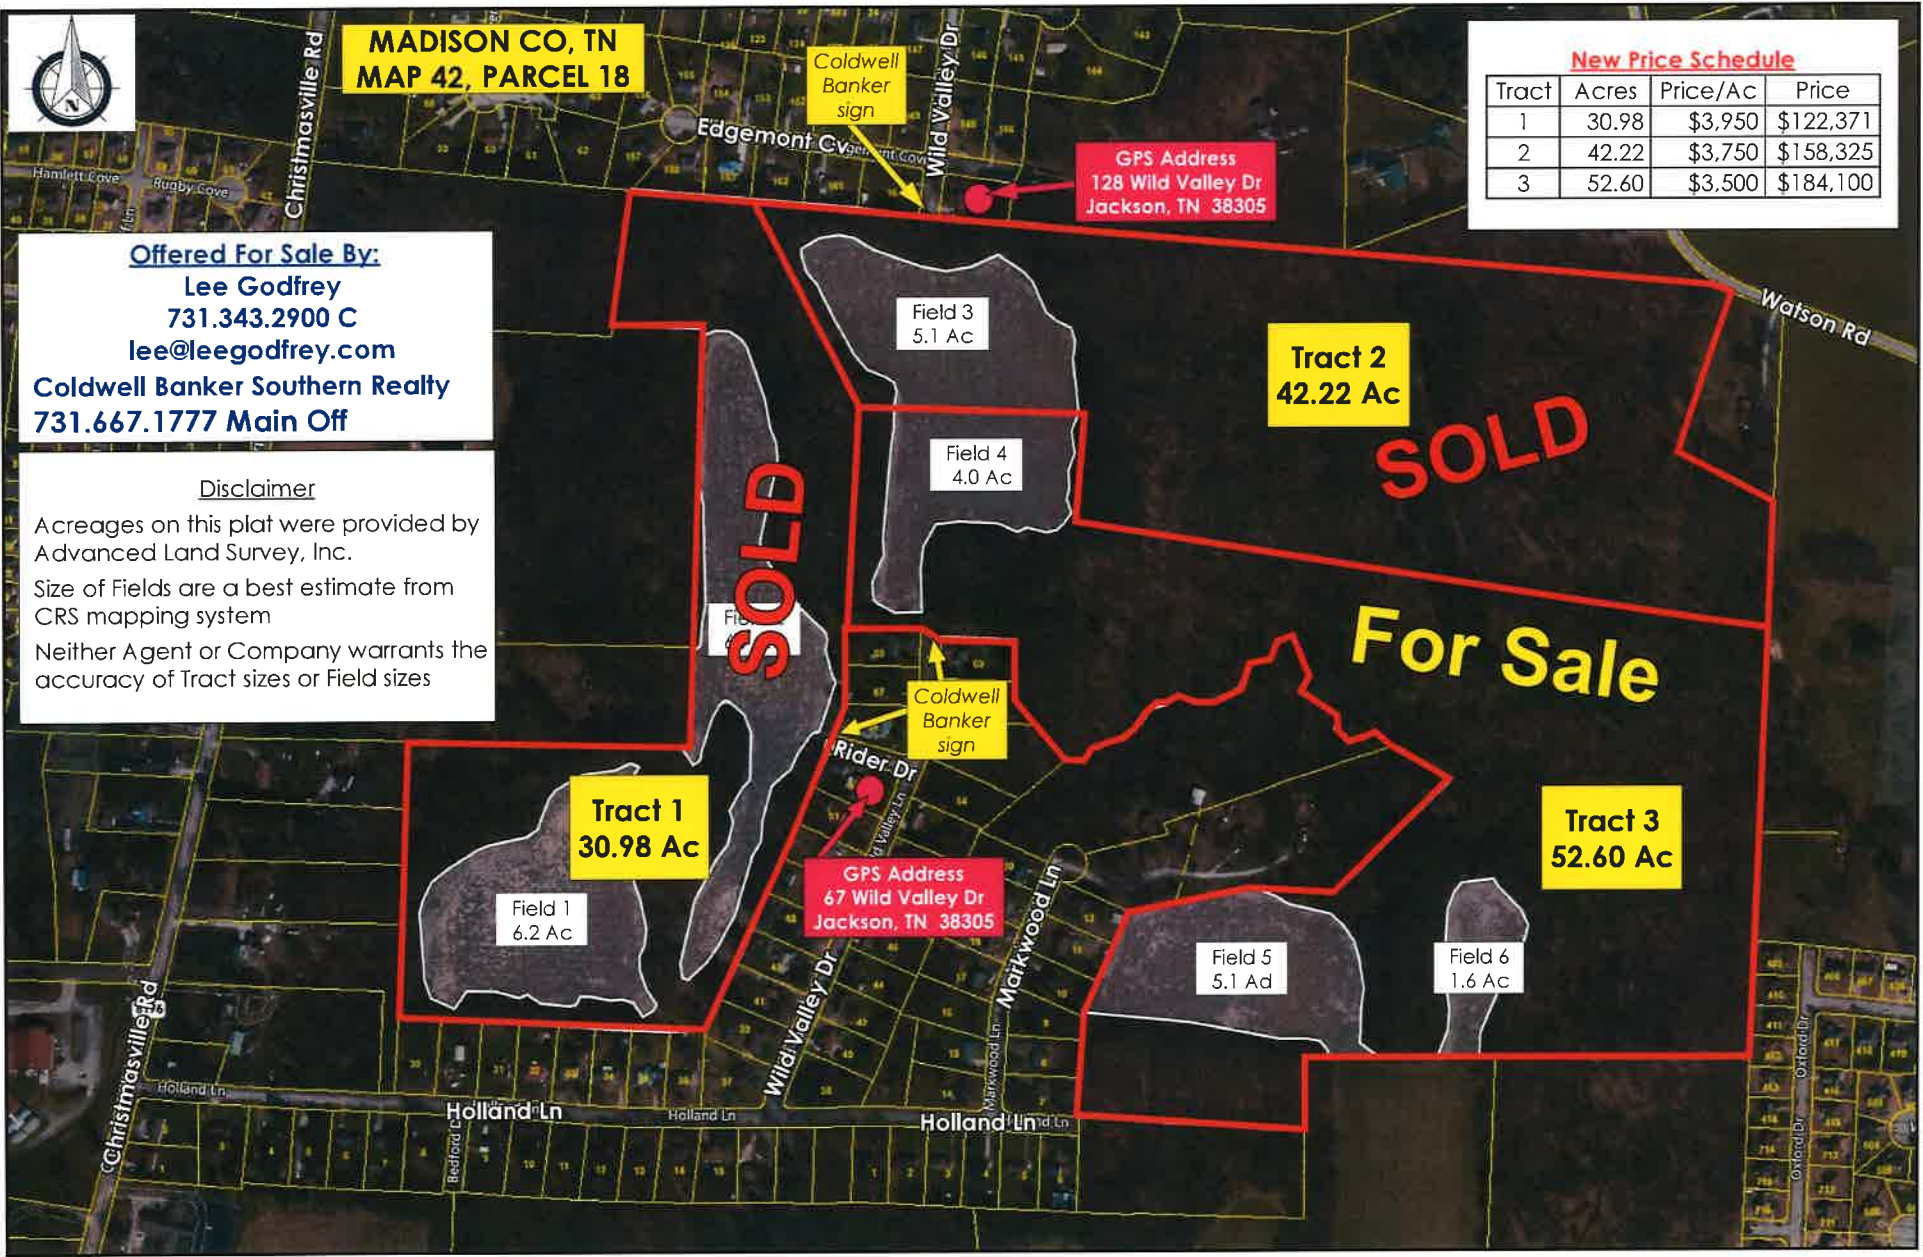 MADISON CO, TN
MAP 42, PARCEL 18
N
Christmasville Rd
Coldwell
Banker
sign
Wild Valley Dr
Edgemont Cv
Hamlett Cove
Bugby Cove
GPS Address
128 Wild Valley Dr
Jackson, TN 38305
New Price Schedule
Tract Acres Price/Ac Price
1 30.98 $3,950 $122,371
2 42.22 $3,750 $158,325
3 52.60 $3,500 $184,100
Watson Rd
Offered For Sale By:
Lee Godfrey
731.343.2900 C
lee@leegodfrey.com
Coldwell Banker Southern Realty
731.667.1777 Main Off
Disclaimer
Acreages on this plat were provided by
Advanced Land Survey, Inc.
Size of Fields are a best estimate from
CRS mapping system
Neither Agent or Company warrants the
accuracy of Tract sizes or Field sizes
Field 3
5.1 Ac
Tract 2
42.22 Ac
SOLD
Field 4
4.0 Ac
SOLD
For Sale
Coldwell
Banker
sign
Rider Dr
Tract 1
30.98 Ac
Field 1
6.2 Ac
GPS Address
67 Wild Valley Dr
Jackson, TN 38305
Tract 3
52.60 Ac
Field 5
5.1 Ad
Field 6
1.6 Ac
Markwood Ln
Markwood Ln
Wild Valley Dr
Christmasville Rd
Holland Ln
Holland Ln
Holland Ln
Holland Ln
Oxford Dr
Oxford Dr